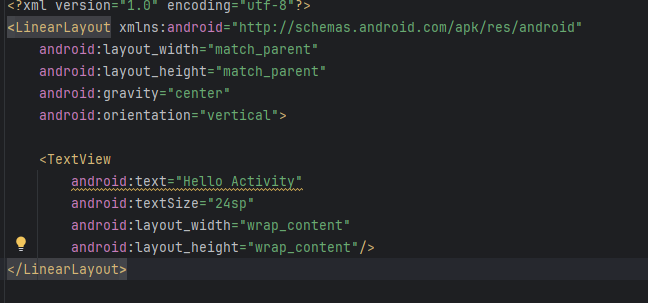 <?xml version="1.0" encoding="utf-8"?>
<LinearLayout xmlns:android="http://schemas.android.com/apk/res/android"
    android:layout_width="match_parent"
    android:layout_height="match_parent"
    android:gravity="center"
    android:orientation="vertical">

    <TextView
        android:text="Hello Activity"
        android:textSize="24sp"
        android:layout_width="wrap_content"
        android:layout_height="wrap_content"/>
</LinearLayout>